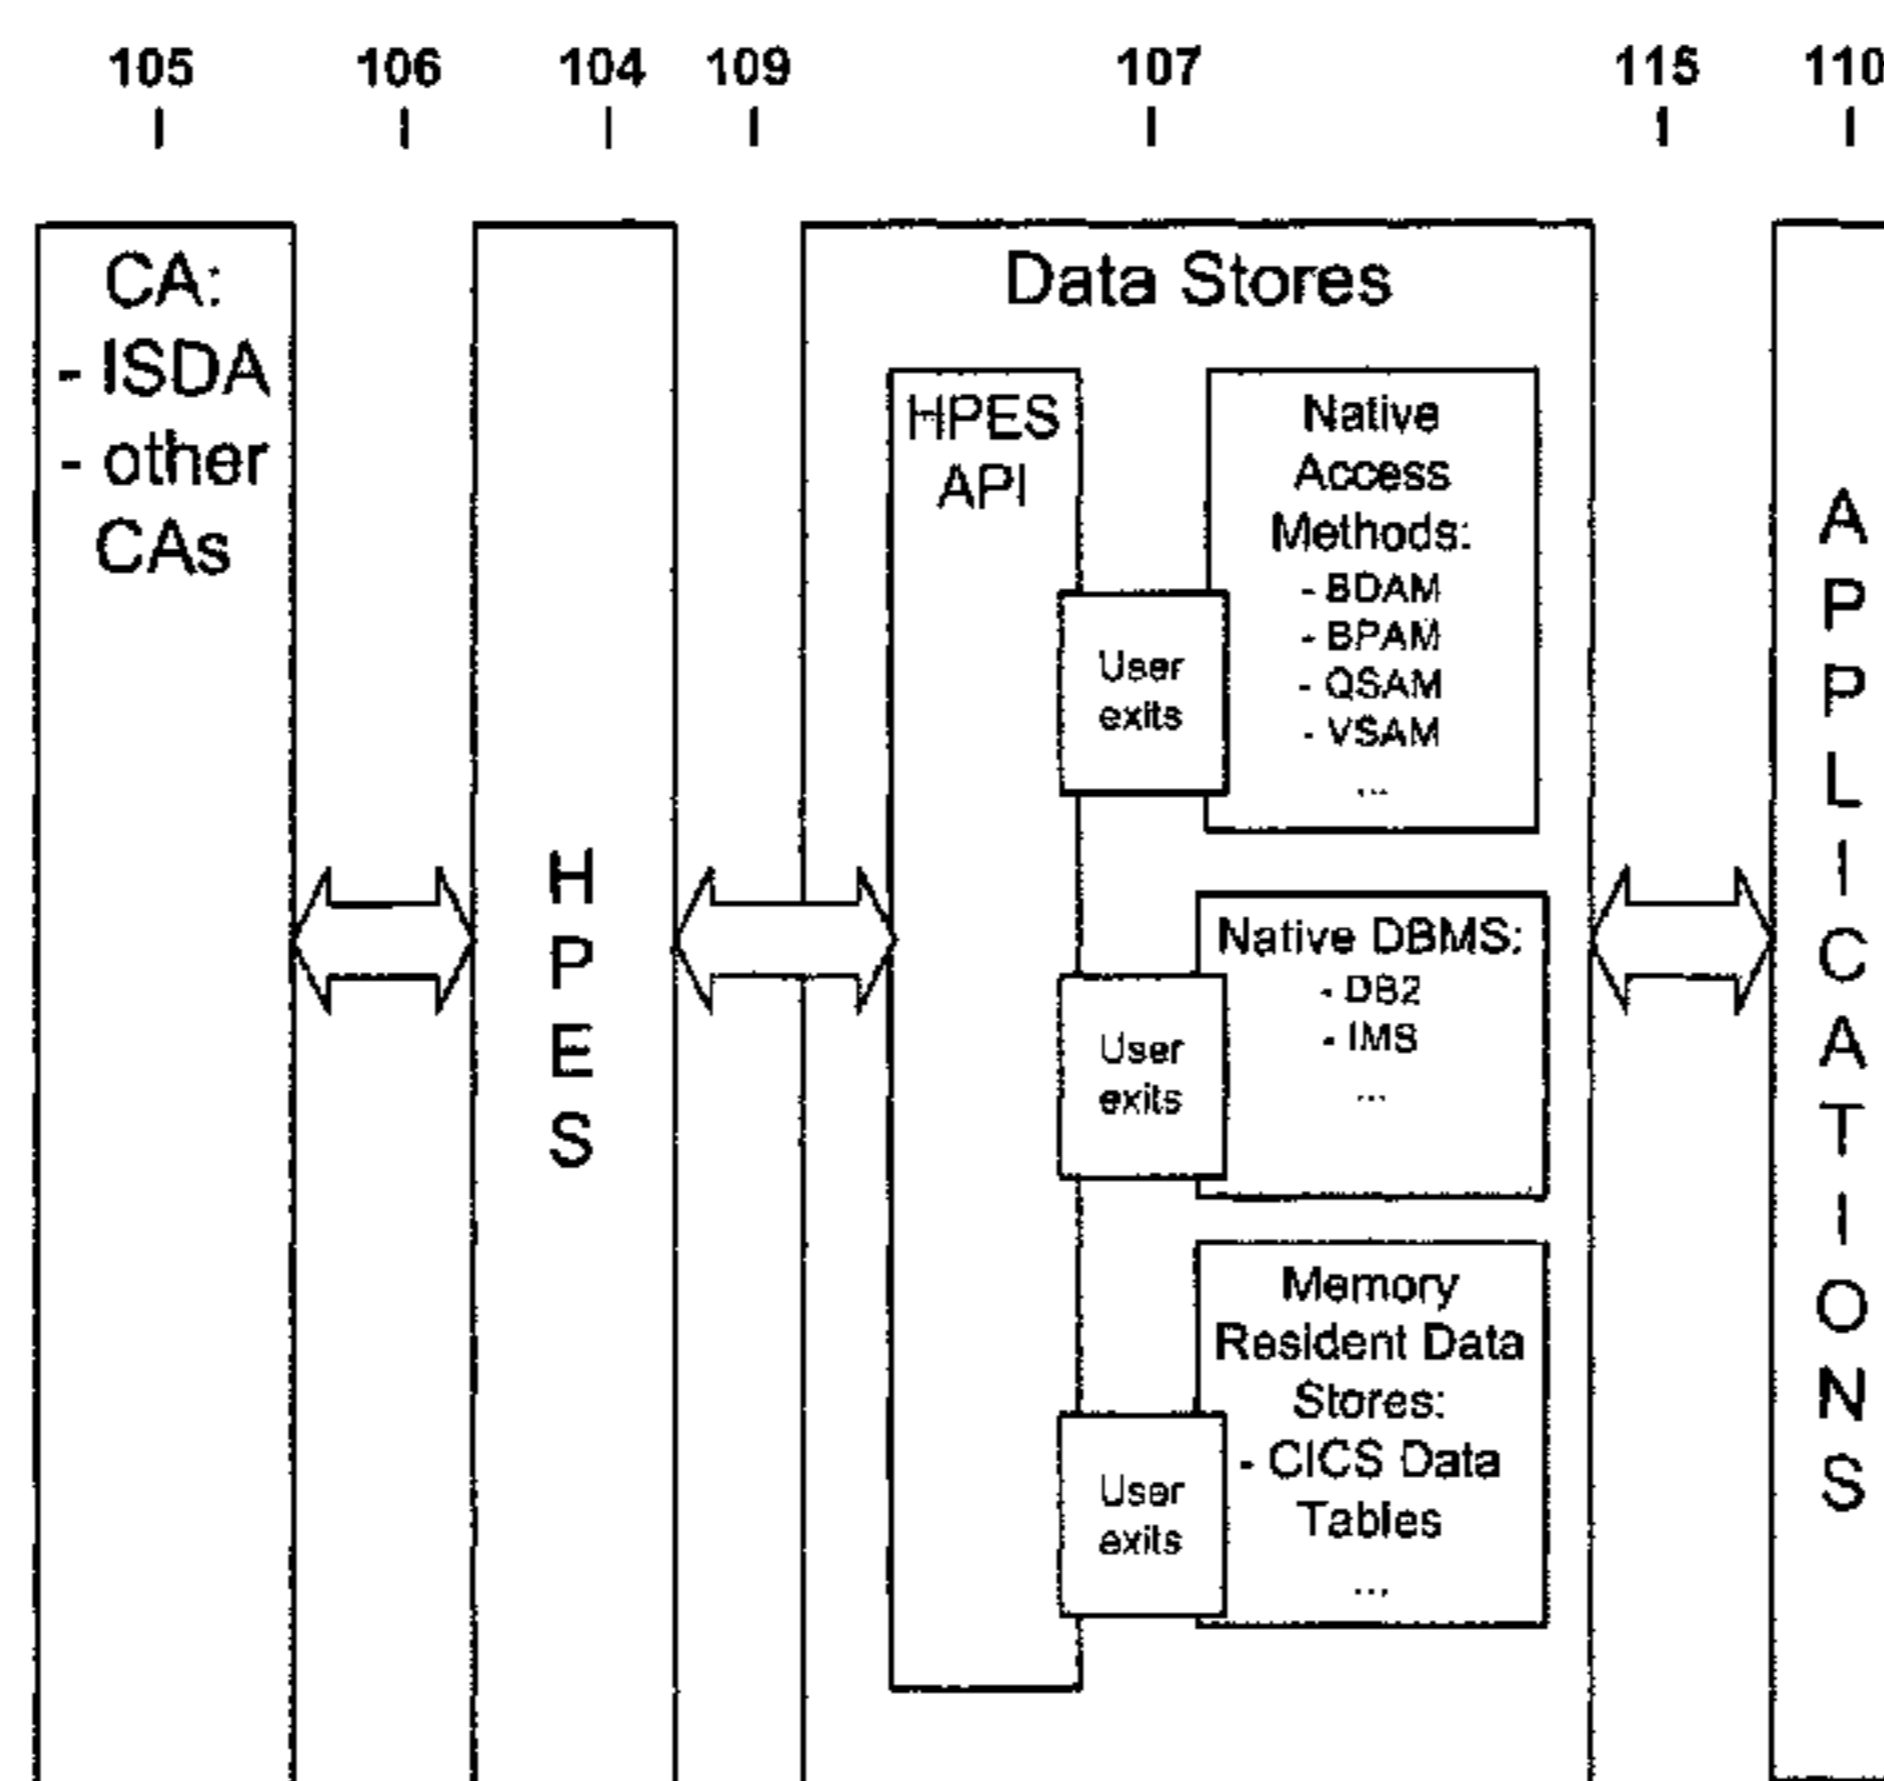 105 106 104 109 107 115 110
CA:
- ISDA
- other
CAs
H
P
E
S
Data Stores
HPES
API
User
exits
Native
Access
Methods:
- BDAM
- BPAM
- QSAM
- VSAM
...
User
exits
Native DBMS:
- DB2
- IMS
...
User
exits
Memory
Resident Data
Stores:
- CICS Data
Tables
...
A
P
P
L
I
C
A
T
I
O
N
S